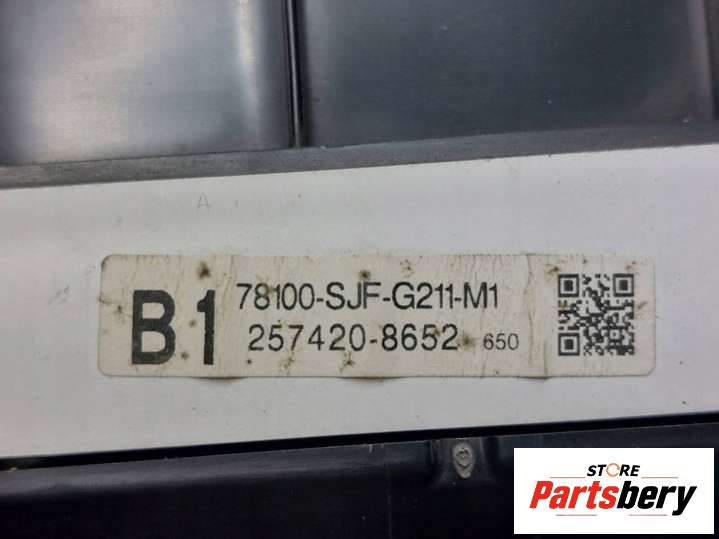 A
B1
78100-SJF-G211-M1
257420-8652 650
STORE
Partsbery